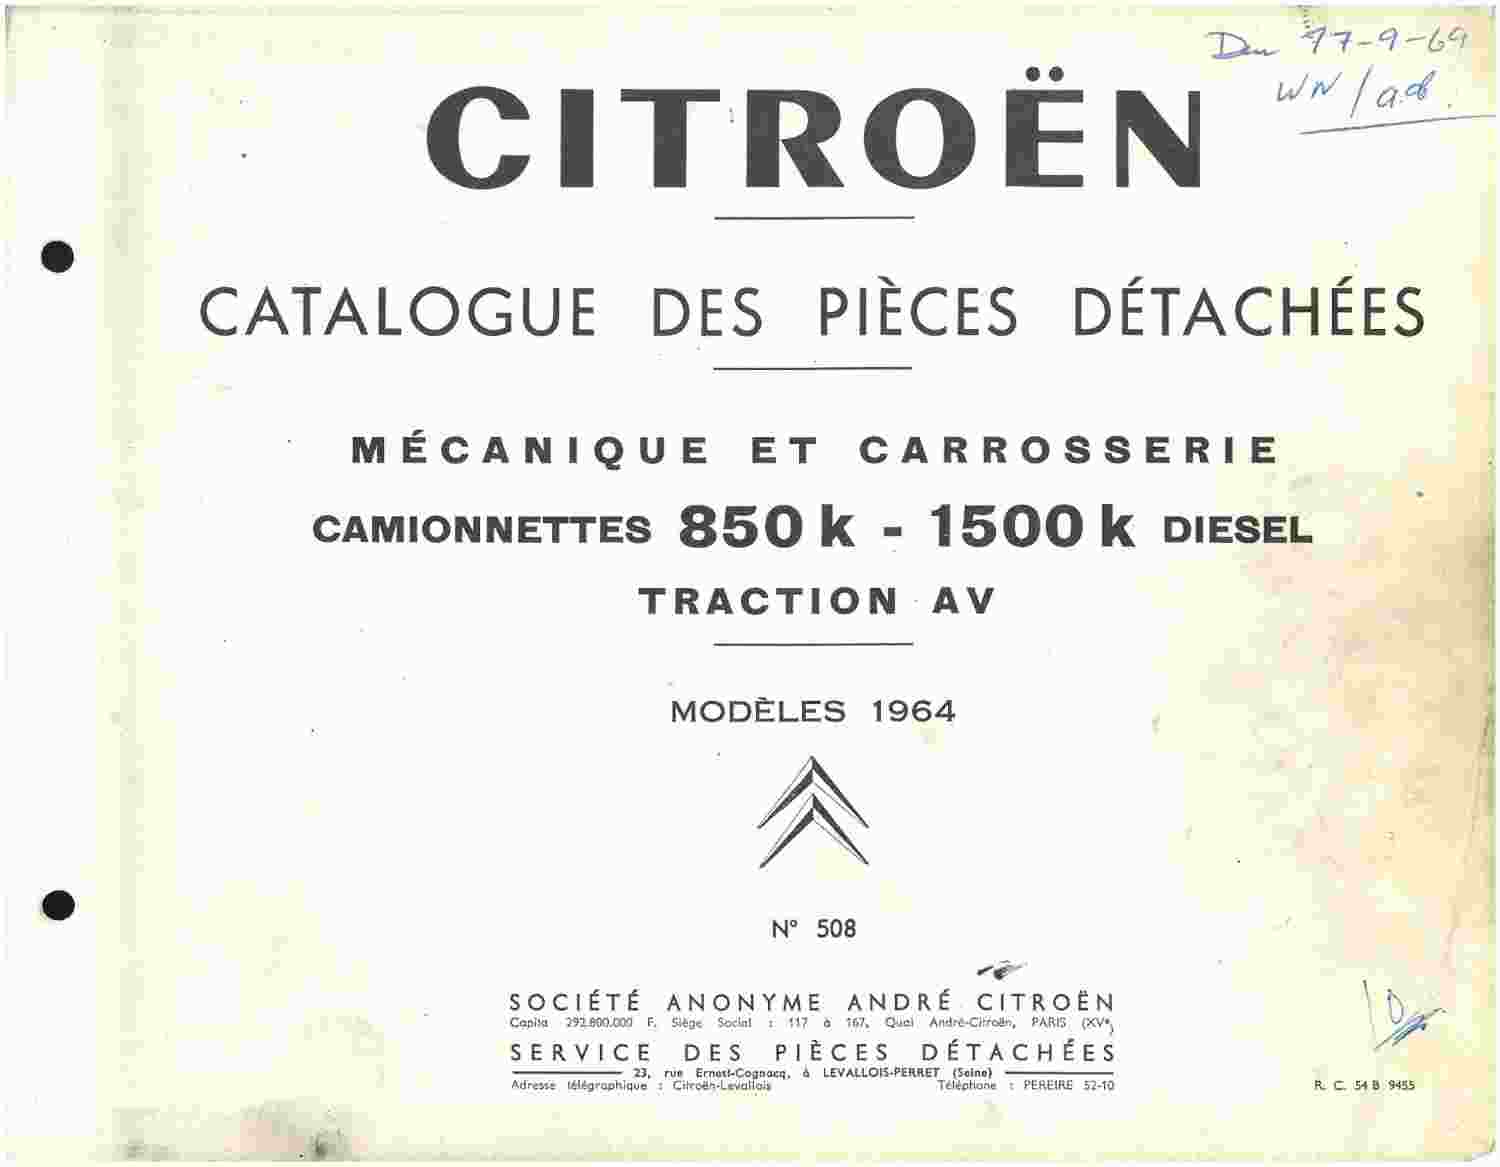 17-9-69
WN /
CITROËN
CATALOGUE DES PIÈCES DÉTACHÉES
MÉCANIQUE ET CARROSSERIE
CAMIONNETTES 850 k - 1500 k DIESEL
TRACTION AV
MODÈLES 1964
N° 508
SOCIÉTÉ ANONYME ANDRÉ CITROËN
Capita 292.800.000 F. Siège Social : 117 à 167, Quai André-Citroën, PARIS (XVe)
SERVICE DES PIÈCES DÉTACHÉES
23, rue Ernest-Cognacq, à LEVALLOIS-PERRET (Seine)
Adresse télégraphique : Citroën-Levallois Téléphone : PEREIRE 52-10
R. C. 54 B 9455